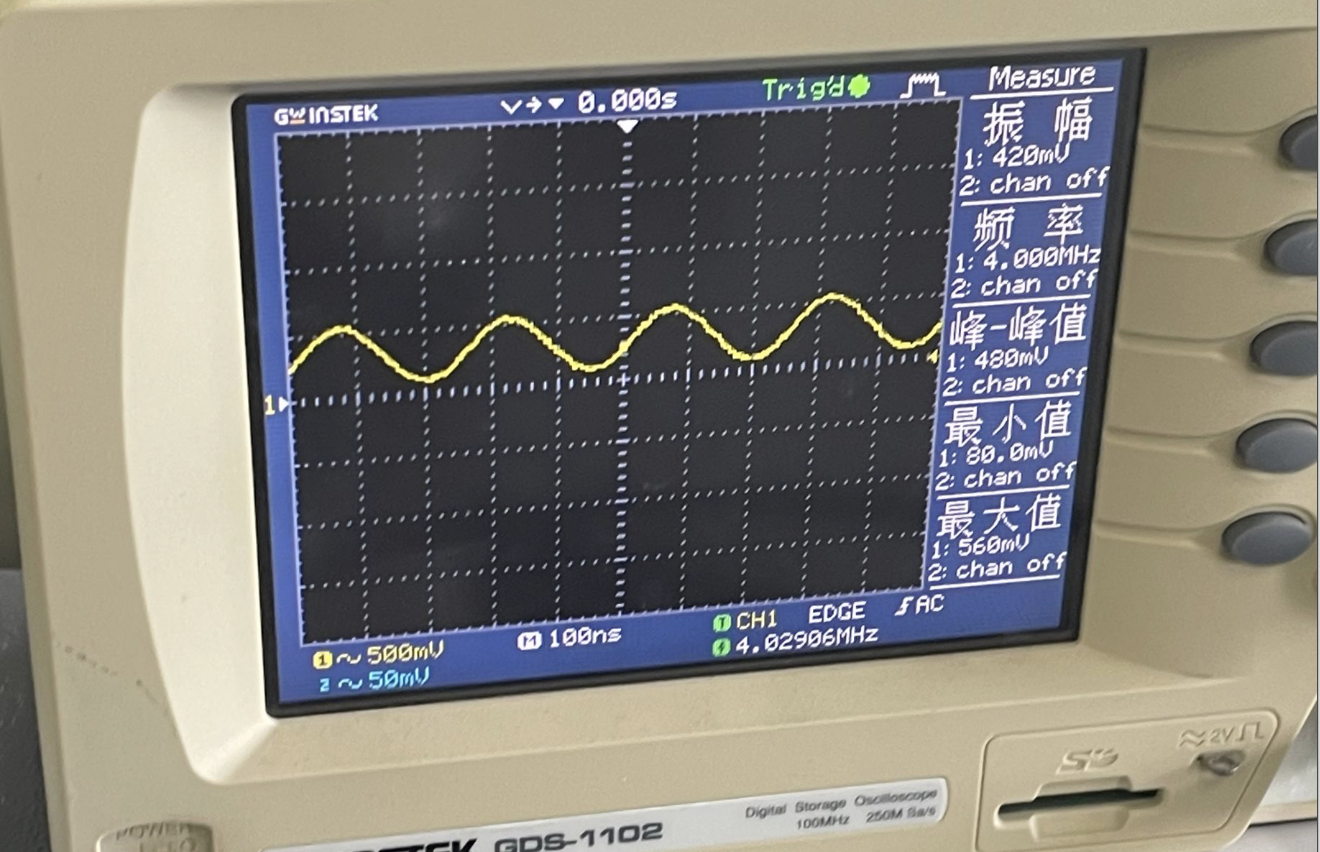 GWINSTEK
0.000s
Trig'd
Measure
振 幅
1: 420mV
2: chan off
频 率
1: 4.000MHz
2: chan off
峰-峰值
1: 480mV
2: chan off
最小值
1: 80.0mV
2: chan off
最大值
1: 560mV
2: chan off
1
1 ~ 500mV
M 100ns
T CH1 EDGE AC
4.02906MHz
2 ~ 50mV
POWER
SD
≈2V
Digital Storage Oscilloscope
100MHz 250M Sa/s
GDS-1102